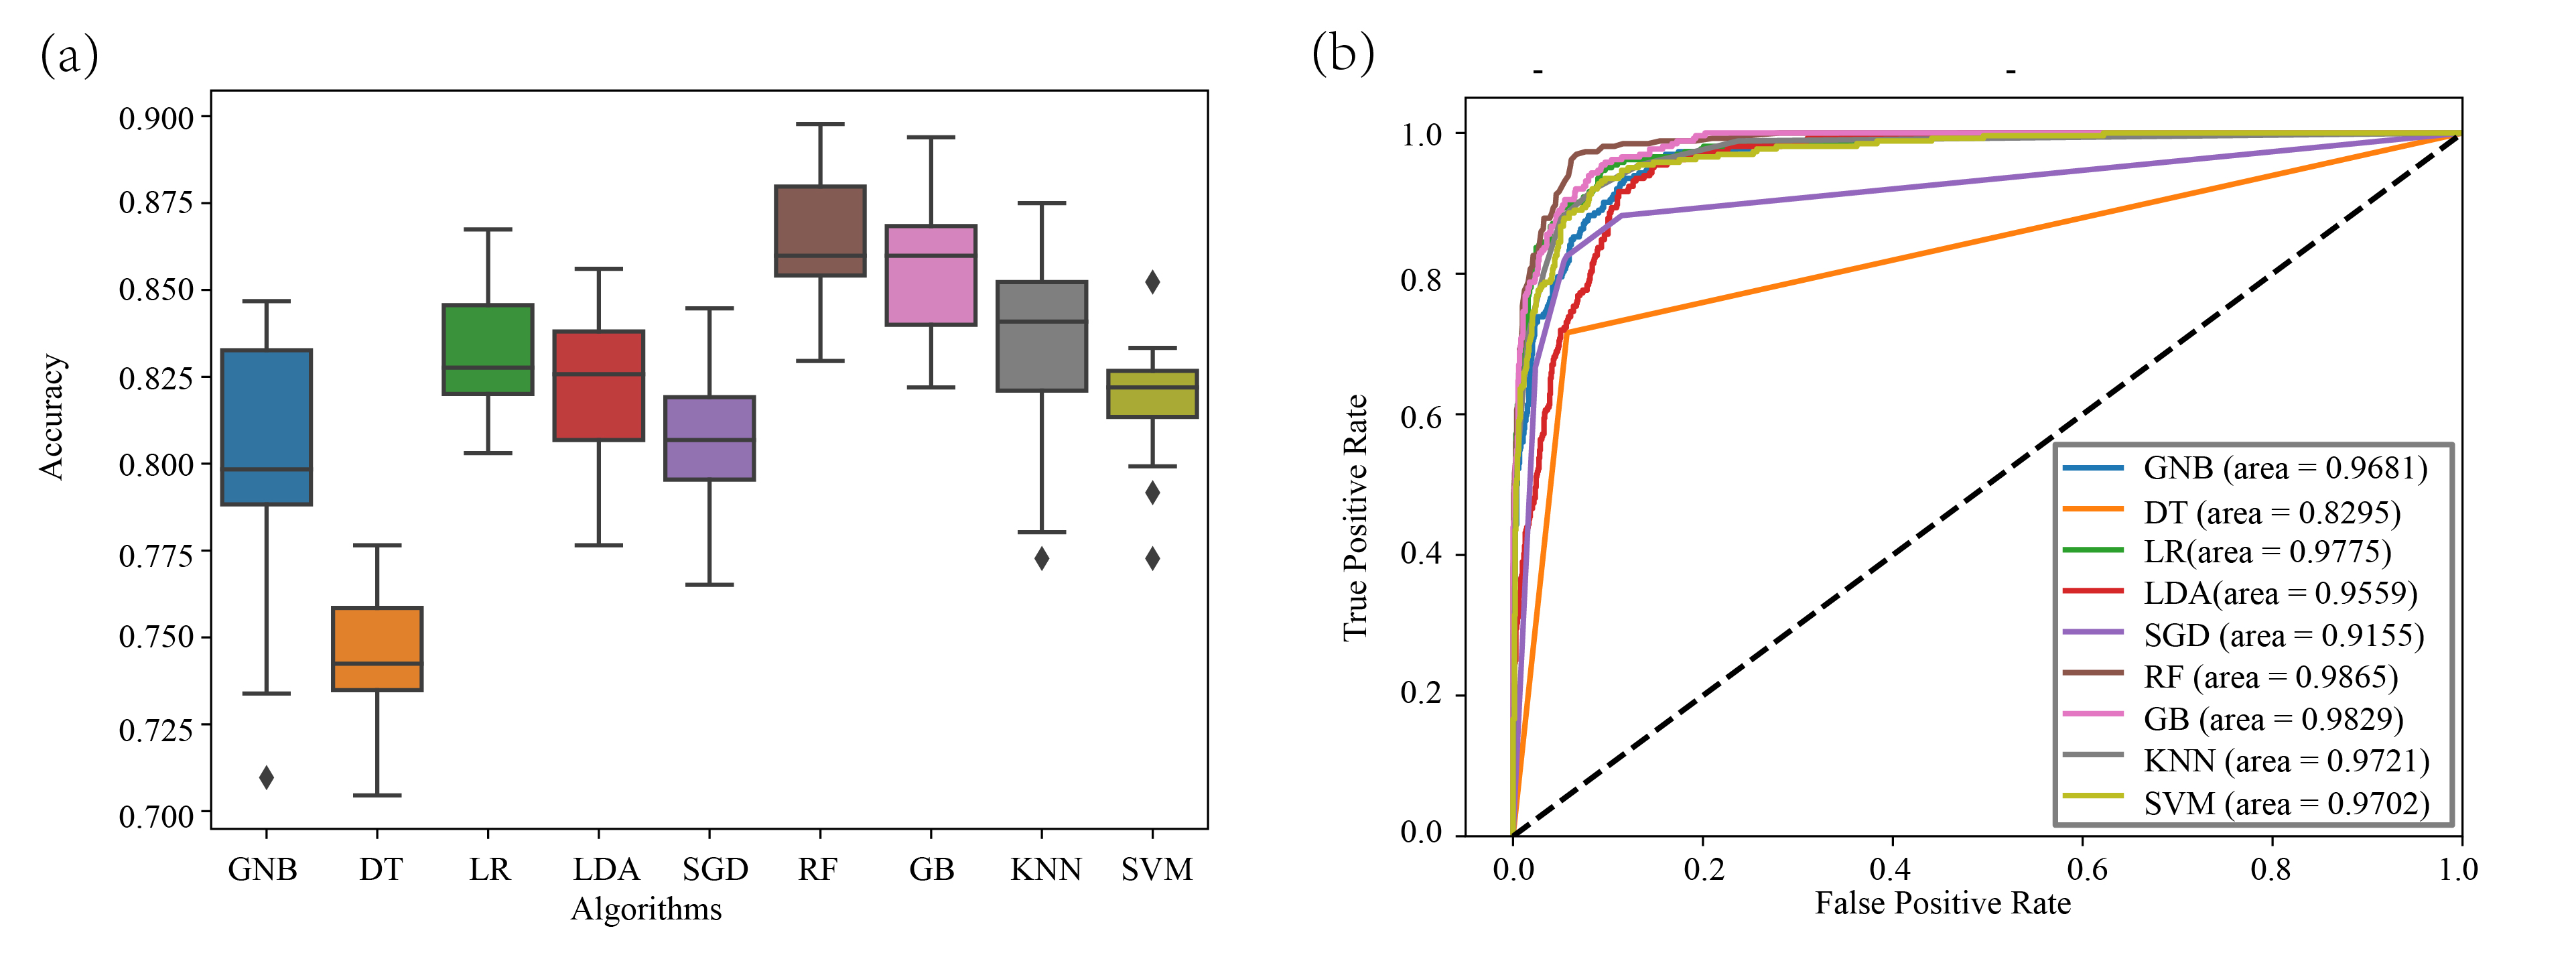 (a)
0.900
0.875
0.850
0.825
0.800
0.775
0.750
0.725
0.700
Accuracy
GNB DT LR LDA SGD RF GB KNN SVM
Algorithms
(b)
- -
1.0
0.8
0.6
0.4
0.2
0.0
True Positive Rate
GNB (area = 0.9681)
DT (area = 0.8295)
LR(area = 0.9775)
LDA(area = 0.9559)
SGD (area = 0.9155)
RF (area = 0.9865)
GB (area = 0.9829)
KNN (area = 0.9721)
SVM (area = 0.9702)
0.0 0.2 0.4 0.6 0.8 1.0
False Positive Rate